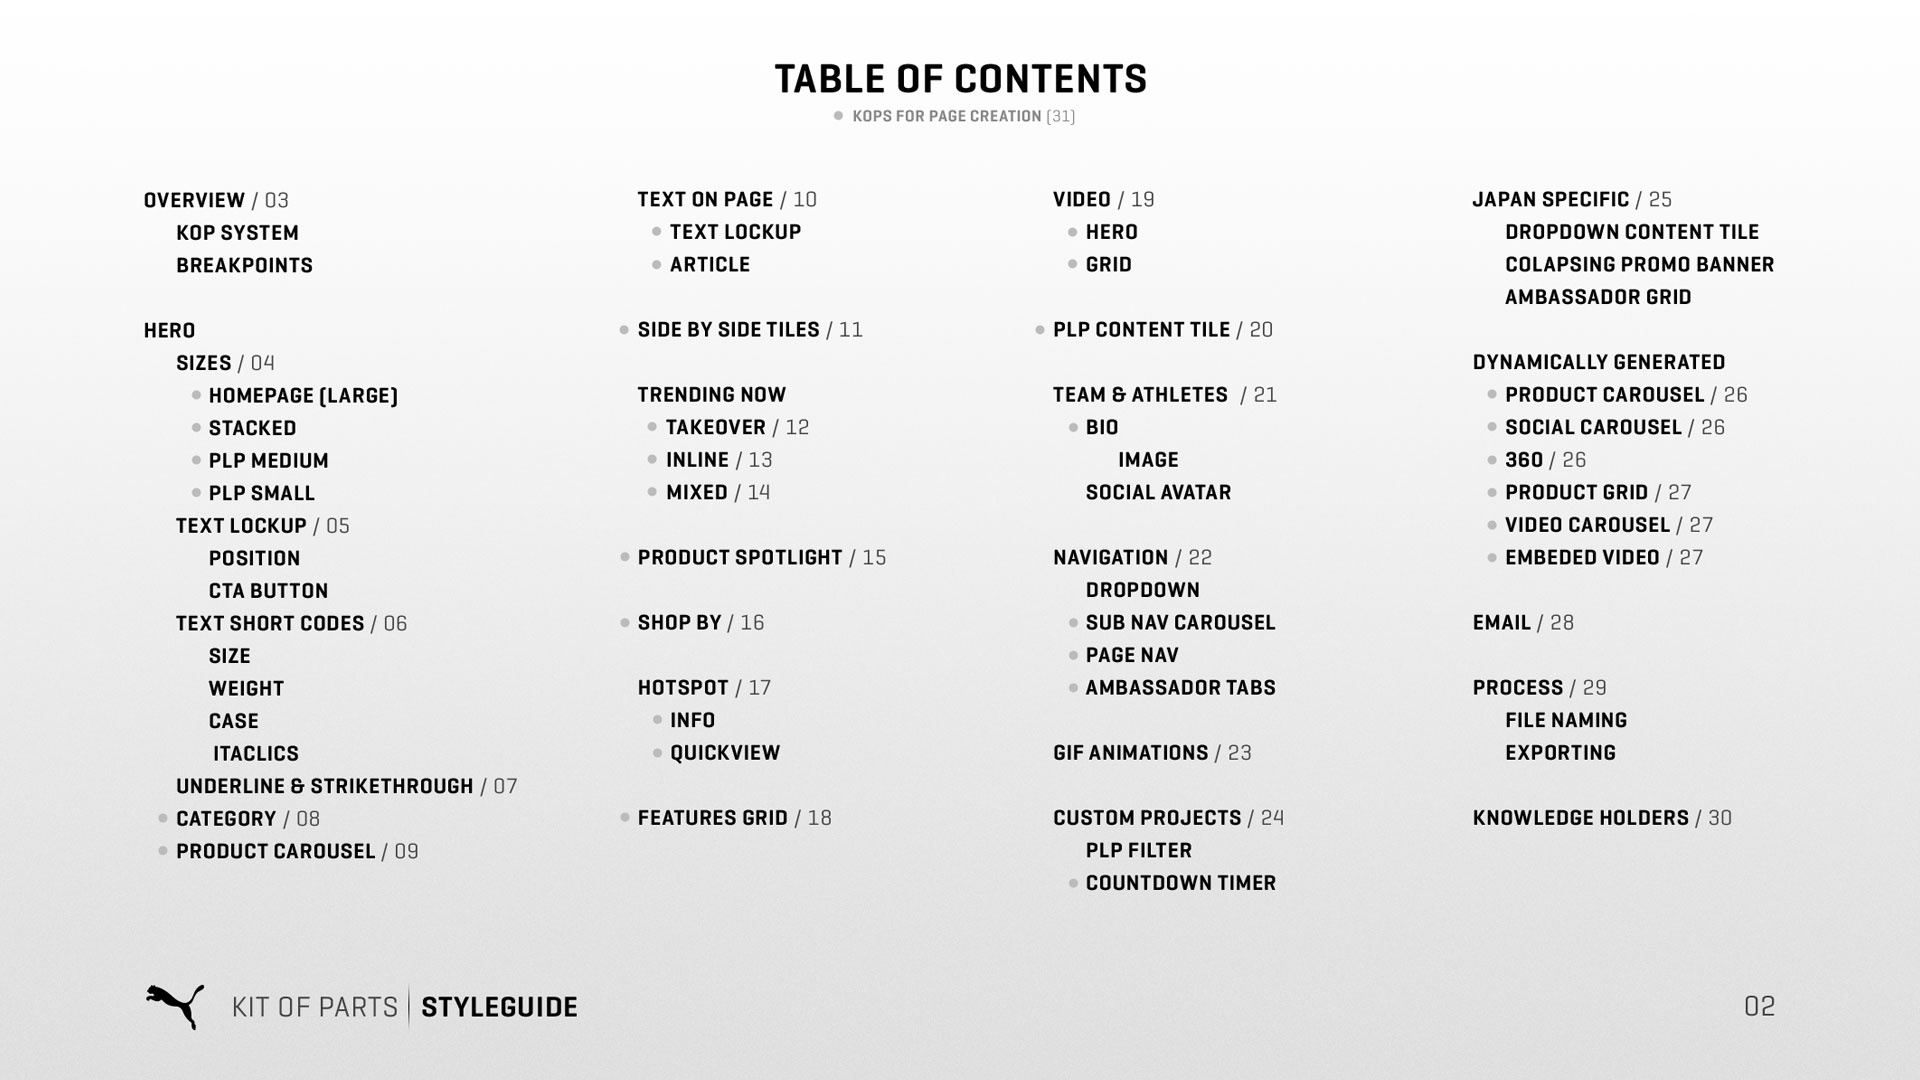 TABLE OF CONTENTS
KOPS FOR PAGE CREATION (31)
OVERVIEW / 03
KOP SYSTEM
BREAKPOINTS
HERO
SIZES / 04
HOMEPAGE (LARGE)
STACKED
PLP MEDIUM
PLP SMALL
TEXT LOCKUP / 05
POSITION
CTA BUTTON
TEXT SHORT CODES / 06
SIZE
WEIGHT
CASE
ITACLICS
UNDERLINE & STRIKETHROUGH / 07
CATEGORY / 08
PRODUCT CAROUSEL / 09
TEXT ON PAGE / 10
TEXT LOCKUP
ARTICLE
SIDE BY SIDE TILES / 11
TRENDING NOW
TAKEOVER / 12
INLINE / 13
MIXED / 14
PRODUCT SPOTLIGHT / 15
SHOP BY / 16
HOTSPOT / 17
INFO
QUICKVIEW
FEATURES GRID / 18
VIDEO / 19
HERO
GRID
PLP CONTENT TILE / 20
TEAM & ATHLETES / 21
BIO
IMAGE
SOCIAL AVATAR
NAVIGATION / 22
DROPDOWN
SUB NAV CAROUSEL
PAGE NAV
AMBASSADOR TABS
GIF ANIMATIONS / 23
CUSTOM PROJECTS / 24
PLP FILTER
COUNTDOWN TIMER
JAPAN SPECIFIC / 25
DROPDOWN CONTENT TILE
COLAPSING PROMO BANNER
AMBASSADOR GRID
DYNAMICALLY GENERATED
PRODUCT CAROUSEL / 26
SOCIAL CAROUSEL / 26
360 / 26
PRODUCT GRID / 27
VIDEO CAROUSEL / 27
EMBEDED VIDEO / 27
EMAIL / 28
PROCESS / 29
FILE NAMING
EXPORTING
KNOWLEDGE HOLDERS / 30
KIT OF PARTS | STYLEGUIDE
02